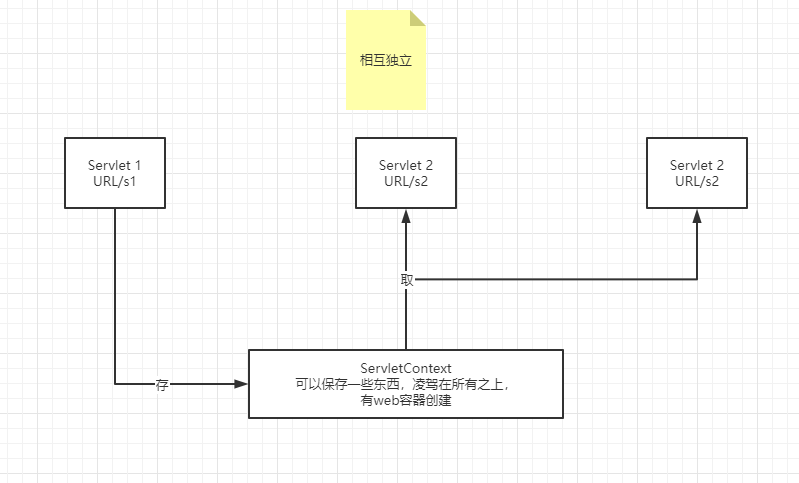 相互独立
Servlet 1
URL/s1
Servlet 2
URL/s2
Servlet 2
URL/s2
取
存
ServletContext
可以保存一些东西，凌驾在所有之上，
有web容器创建